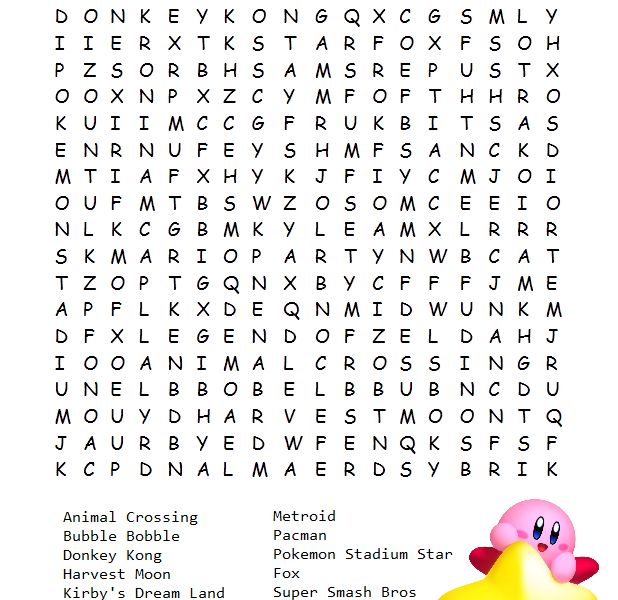 D O N K E Y K O N G Q X C G S M L Y
I I E R X T K S T A R F O X F S O H
P Z S O R B H S A M S R E P U S T X
O O X N P X Z C Y M F O F T H H R O
K U I I M C C G F R U K B I T S A S
E N R N U F E Y S H M F S A N C K D
M T I A F X H Y K J F I Y C M J O I
O U F M T B S W Z O S O M C E E I O
N L K C G B M K Y L E A M X L R R R
S K M A R I O P A R T Y N W B C A T
T Z O P T G Q N X B Y C F F F J M E
A P F L K X D E Q N M I D W U N K M
D F X L E G E N D O F Z E L D A H J
I O O A N I M A L C R O S S I N G R
U N E L B B O B E L B B U B N C D U
M O U Y D H A R V E S T M O O N T Q
J A U R B Y E D W F E N Q K S F S F
K C P D N A L M A E R D S Y B R I K
Animal Crossing Metroid
Bubble Bobble Pacman
Donkey Kong Pokemon Stadium Star
Harvest Moon Fox
Kirby's Dream Land Super Smash Bros